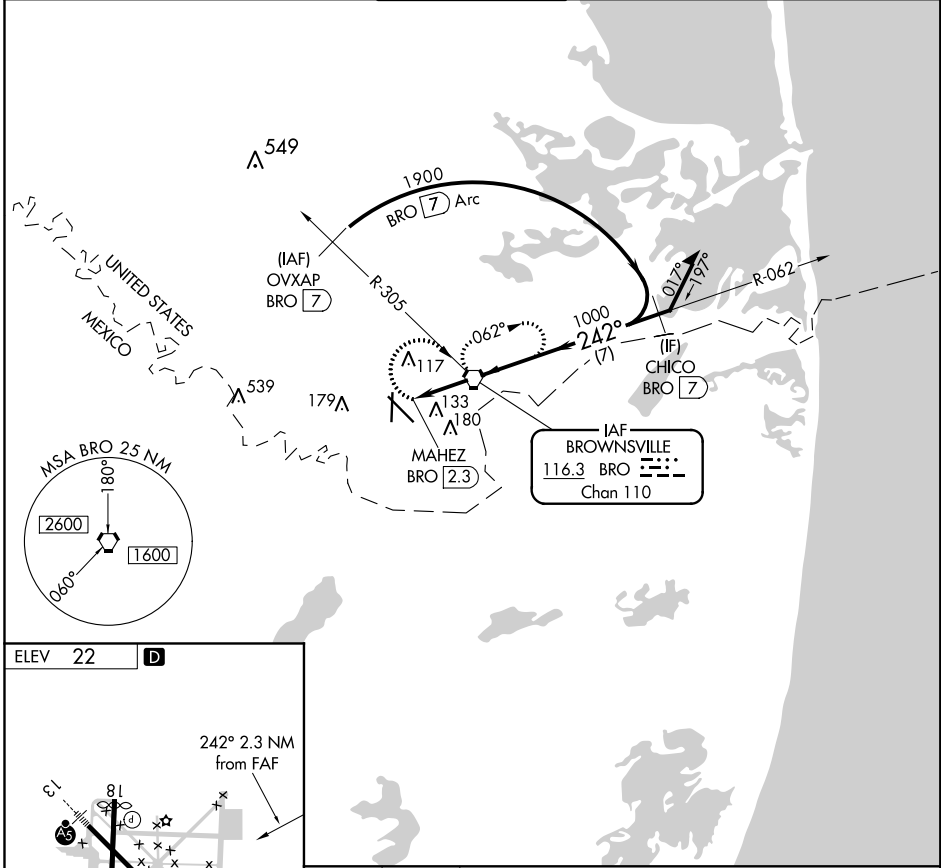 549
1900
BRO 7 Arc
(IAF)
OVXAP
BRO 7
R-305
UNITED STATES
MEXICO
017°
197°
R-062
062°
1000
242°
(7)
(IF)
CHICO
BRO 7
117
539
179
133
180
MAHEZ
BRO 2.3
IAF
BROWNSVILLE
116.3 BRO
Chan 110
MSA BRO 25 NM
180°
2600
1600
060°
ELEV 22 D
242° 2.3 NM
from FAF
13
18
P
A5